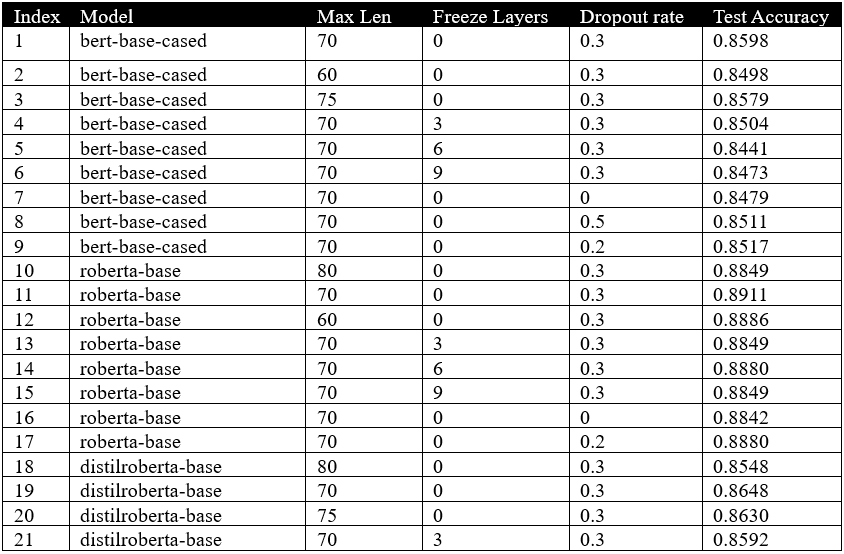 Index Model Max Len Freeze Layers Dropout rate Test Accuracy
1 bert-base-cased 70 0 0.3 0.8598
2 bert-base-cased 60 0 0.3 0.8498
3 bert-base-cased 75 0 0.3 0.8579
4 bert-base-cased 70 3 0.3 0.8504
5 bert-base-cased 70 6 0.3 0.8441
6 bert-base-cased 70 9 0.3 0.8473
7 bert-base-cased 70 0 0 0.8479
8 bert-base-cased 70 0 0.5 0.8511
9 bert-base-cased 70 0 0.2 0.8517
10 roberta-base 80 0 0.3 0.8849
11 roberta-base 70 0 0.3 0.8911
12 roberta-base 60 0 0.3 0.8886
13 roberta-base 70 3 0.3 0.8849
14 roberta-base 70 6 0.3 0.8880
15 roberta-base 70 9 0.3 0.8849
16 roberta-base 70 0 0 0.8842
17 roberta-base 70 0 0.2 0.8880
18 distilroberta-base 80 0 0.3 0.8548
19 distilroberta-base 70 0 0.3 0.8648
20 distilroberta-base 75 0 0.3 0.8630
21 distilroberta-base 70 3 0.3 0.8592